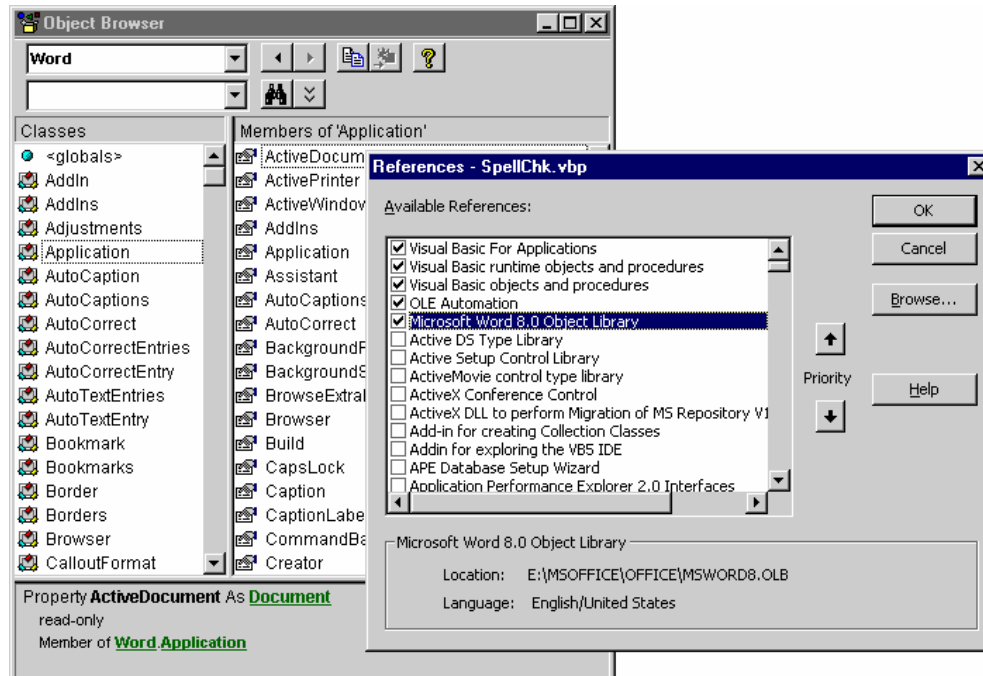 Object Browser
Word
Classes
Members of 'Application'
<globals>
AddIn
AddIns
Adjustments
Application
AutoCaption
AutoCaptions
AutoCorrect
AutoCorrectEntries
AutoCorrectEntry
AutoTextEntries
AutoTextEntry
Bookmark
Bookmarks
Border
Borders
Browser
CalloutFormat
ActiveDocum
ActivePrinter
ActiveWindow
AddIns
Application
Assistant
AutoCaptions
AutoCorrect
BackgroundP
BackgroundS
BrowseExtraI
Browser
Build
CapsLock
Caption
CaptionLabe
CommandBa
Creator
Property ActiveDocument As Document
read-only
Member of Word.Application
References - SpellChk.vbp
Available References:
Visual Basic For Applications
Visual Basic runtime objects and procedures
Visual Basic objects and procedures
OLE Automation
Microsoft Word 8.0 Object Library
Active DS Type Library
Active Setup Control Library
ActiveMovie control type library
ActiveX Conference Control
ActiveX DLL to perform Migration of MS Repository V1
Add-in for creating Collection Classes
Addin for exploring the VB5 IDE
APE Database Setup Wizard
Application Performance Explorer 2.0 Interfaces
OK
Cancel
Browse...
Priority
Help
Microsoft Word 8.0 Object Library
Location: E:\MSOFFICE\OFFICE\MSWORD8.OLB
Language: English/United States